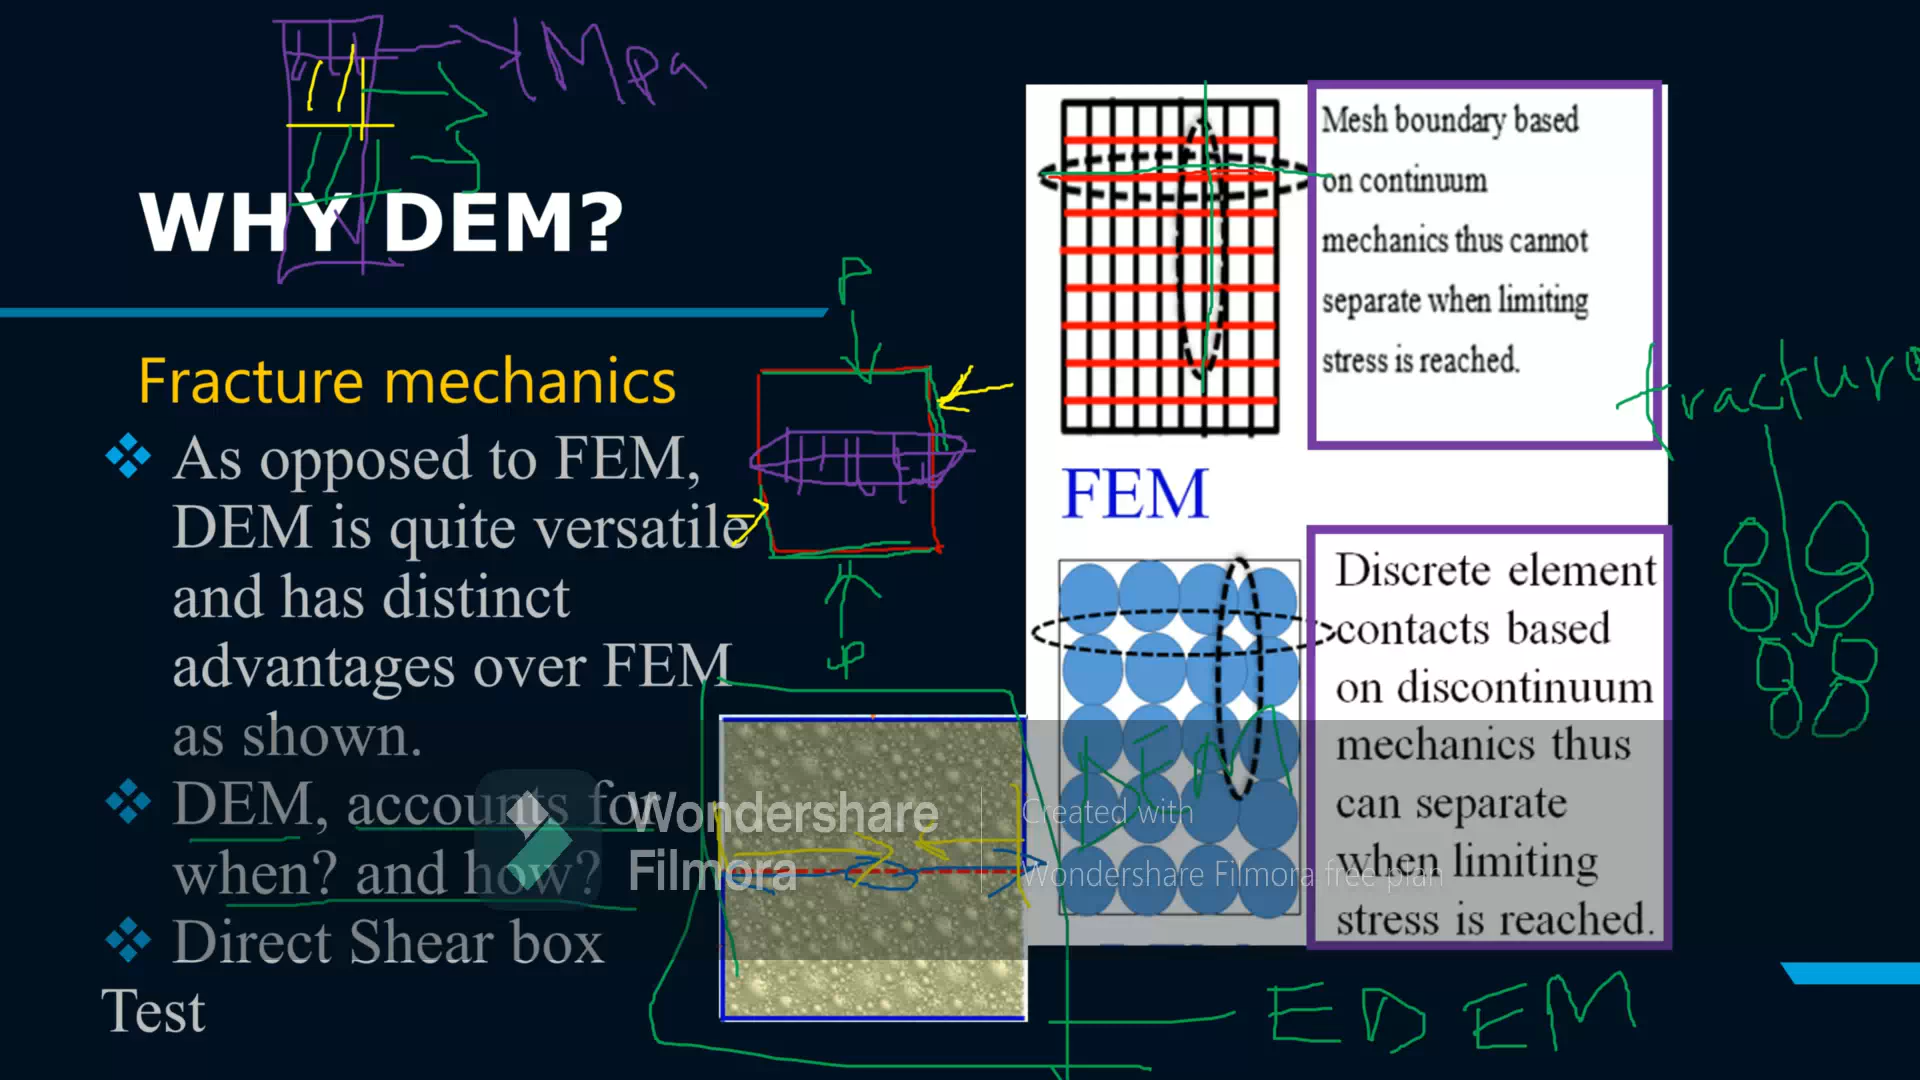 1Mpa
WHY DEM?
Fracture mechanics
As opposed to FEM,
DEM is quite versatile
and has distinct
advantages over FEM
as shown.
DEM, accounts for
when? and how?
Direct Shear box
Test
P
P
Mesh boundary based
on continuum
mechanics thus cannot
separate when limiting
stress is reached.
fracture
FEM
Discrete element
contacts based
on discontinuum
mechanics thus
can separate
when limiting
stress is reached.
DEM
EDEM
Wondershare
Filmora
Created with
Wondershare Filmora free plan